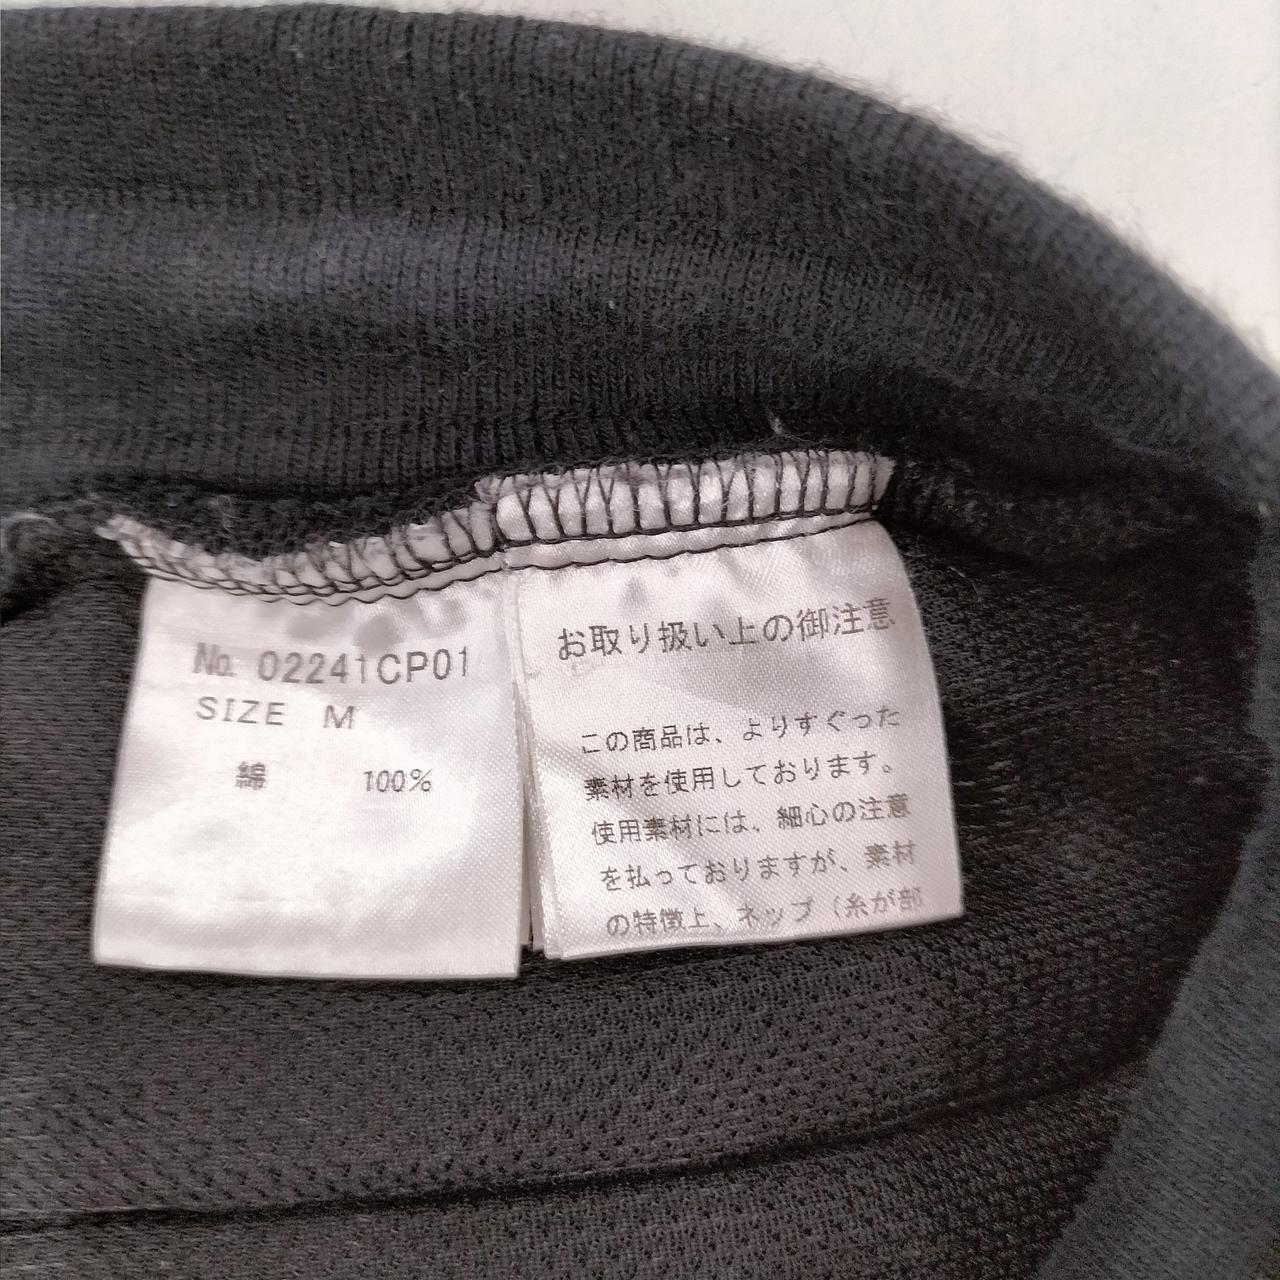 No. 02241CP01
SIZE M
綿 100%
お取り扱い上の御注意
この商品は、よりすぐった
素材を使用しております。
使用素材には、細心の注意
を払っておりますが、素材
の特徴上、ネップ(糸が部